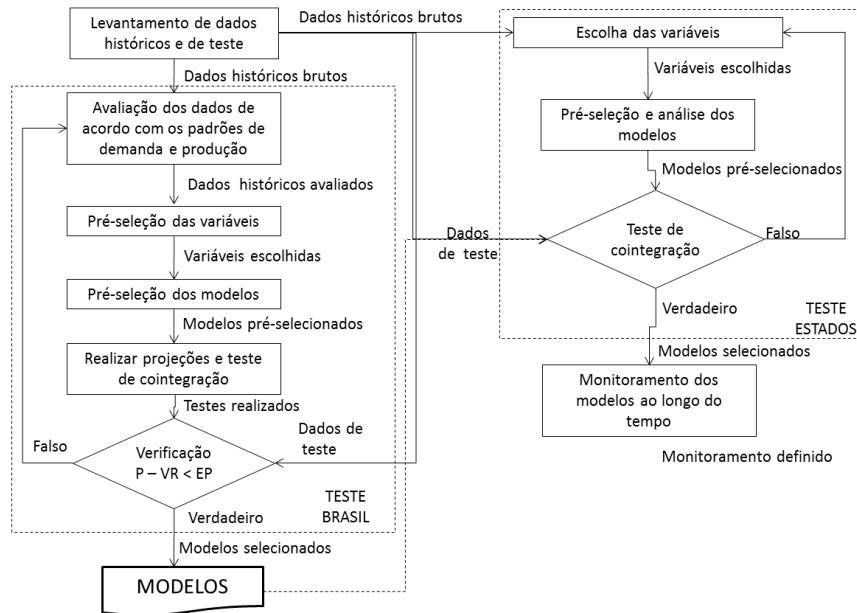 Levantamento de dados
históricos e de teste
Dados históricos brutos
Dados históricos brutos
Avaliação dos dados de
acordo com os padrões de
demanda e produção
Dados históricos avaliados
Pré-seleção das variáveis
Variáveis escolhidas
Pré-seleção dos modelos
Modelos pré-selecionados
Realizar projeções e teste
de cointegração
Testes realizados
Falso
Verificação
P – VR < EP
Dados de
teste
TESTE
BRASIL
Verdadeiro
Modelos selecionados
MODELOS
Escolha das variáveis
Variáveis escolhidas
Pré-seleção e análise dos
modelos
Modelos pré-selecionados
Dados
de teste
Teste de
cointegração
Falso
Verdadeiro
TESTE
ESTADOS
Modelos selecionados
Monitoramento dos
modelos ao longo do
tempo
Monitoramento definido